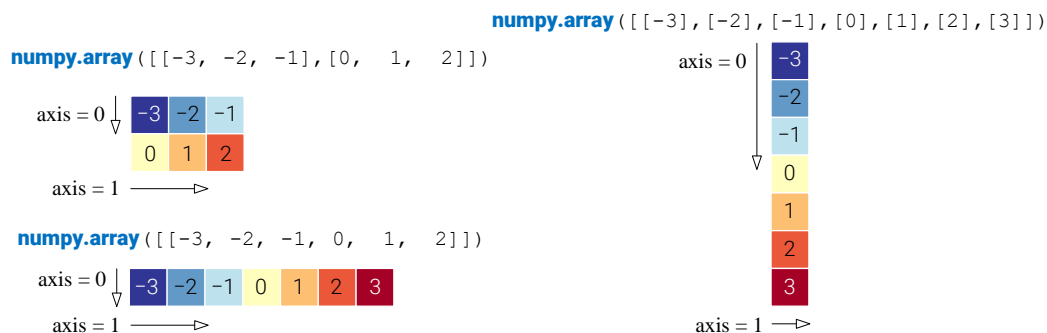 numpy.array([[-3, -2, -1],[0, 1, 2]])
axis = 0
−3 −2 −1
0 1 2
axis = 1
numpy.array([[-3, -2, -1, 0, 1, 2]])
axis = 0
−3 −2 −1 0 1 2 3
axis = 1
numpy.array([[-3],[-2],[-1],[0],[1],[2],[3]])
axis = 0
−3
−2
−1
0
1
2
3
axis = 1